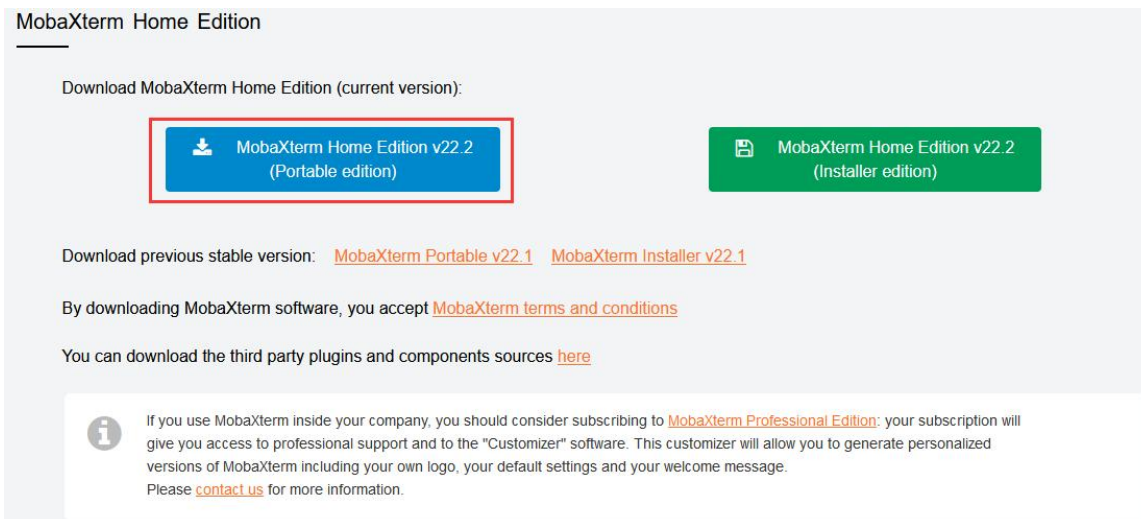 MobaXterm Home Edition
Download MobaXterm Home Edition (current version):
MobaXterm Home Edition v22.2
(Portable edition)
MobaXterm Home Edition v22.2
(Installer edition)
Download previous stable version: MobaXterm Portable v22.1 MobaXterm Installer v22.1
By downloading MobaXterm software, you accept MobaXterm terms and conditions
You can download the third party plugins and components sources here
If you use MobaXterm inside your company, you should consider subscribing to MobaXterm Professional Edition: your subscription will
give you access to professional support and to the "Customizer" software. This customizer will allow you to generate personalized
versions of MobaXterm including your own logo, your default settings and your welcome message.
Please contact us for more information.